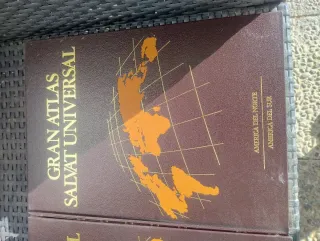 GRAN ATLAS
SALVAT UNIVERSAL
AMERICA DEL NORTE
AMERICA DEL SUR